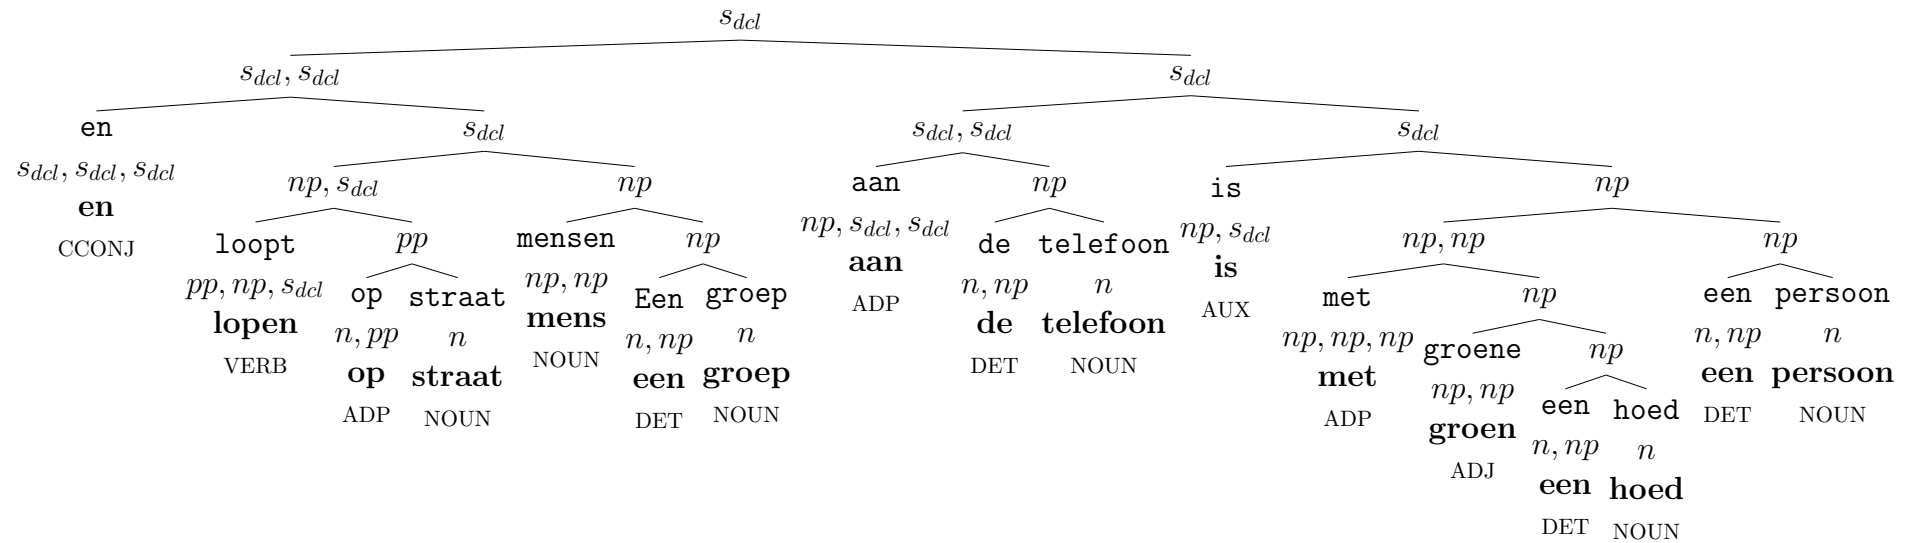 s_dcl
s_dcl, s_dcl s_dcl
en s_dcl s_dcl, s_dcl s_dcl
s_dcl, s_dcl, s_dcl np, s_dcl np aan np is np
en loopt pp mensen np np, s_dcl, s_dcl de telefoon np, s_dcl np, np np
CCONJ pp, np, s_dcl op straat np, np Een groep aan n, np n is met np een persoon
lopen n, pp n mens n, np n ADP de telefoon AUX np, np, np groene np n, np n
VERB op straat NOUN een groep DET NOUN met np, np een hoed een persoon
ADP NOUN DET NOUN ADP groen n, np n DET NOUN
ADJ een hoed
DET NOUN